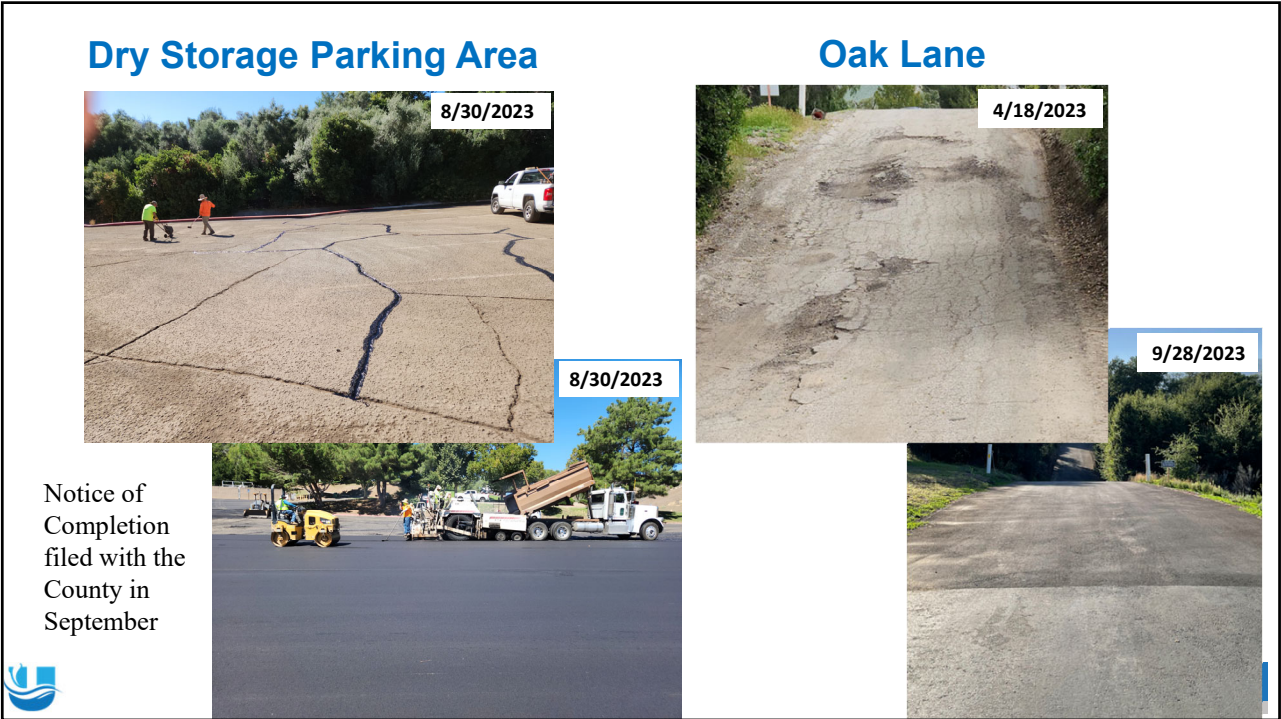 Dry Storage Parking Area
8/30/2023
8/30/2023
Notice of
Completion
filed with the
County in
September
Oak Lane
4/18/2023
9/28/2023